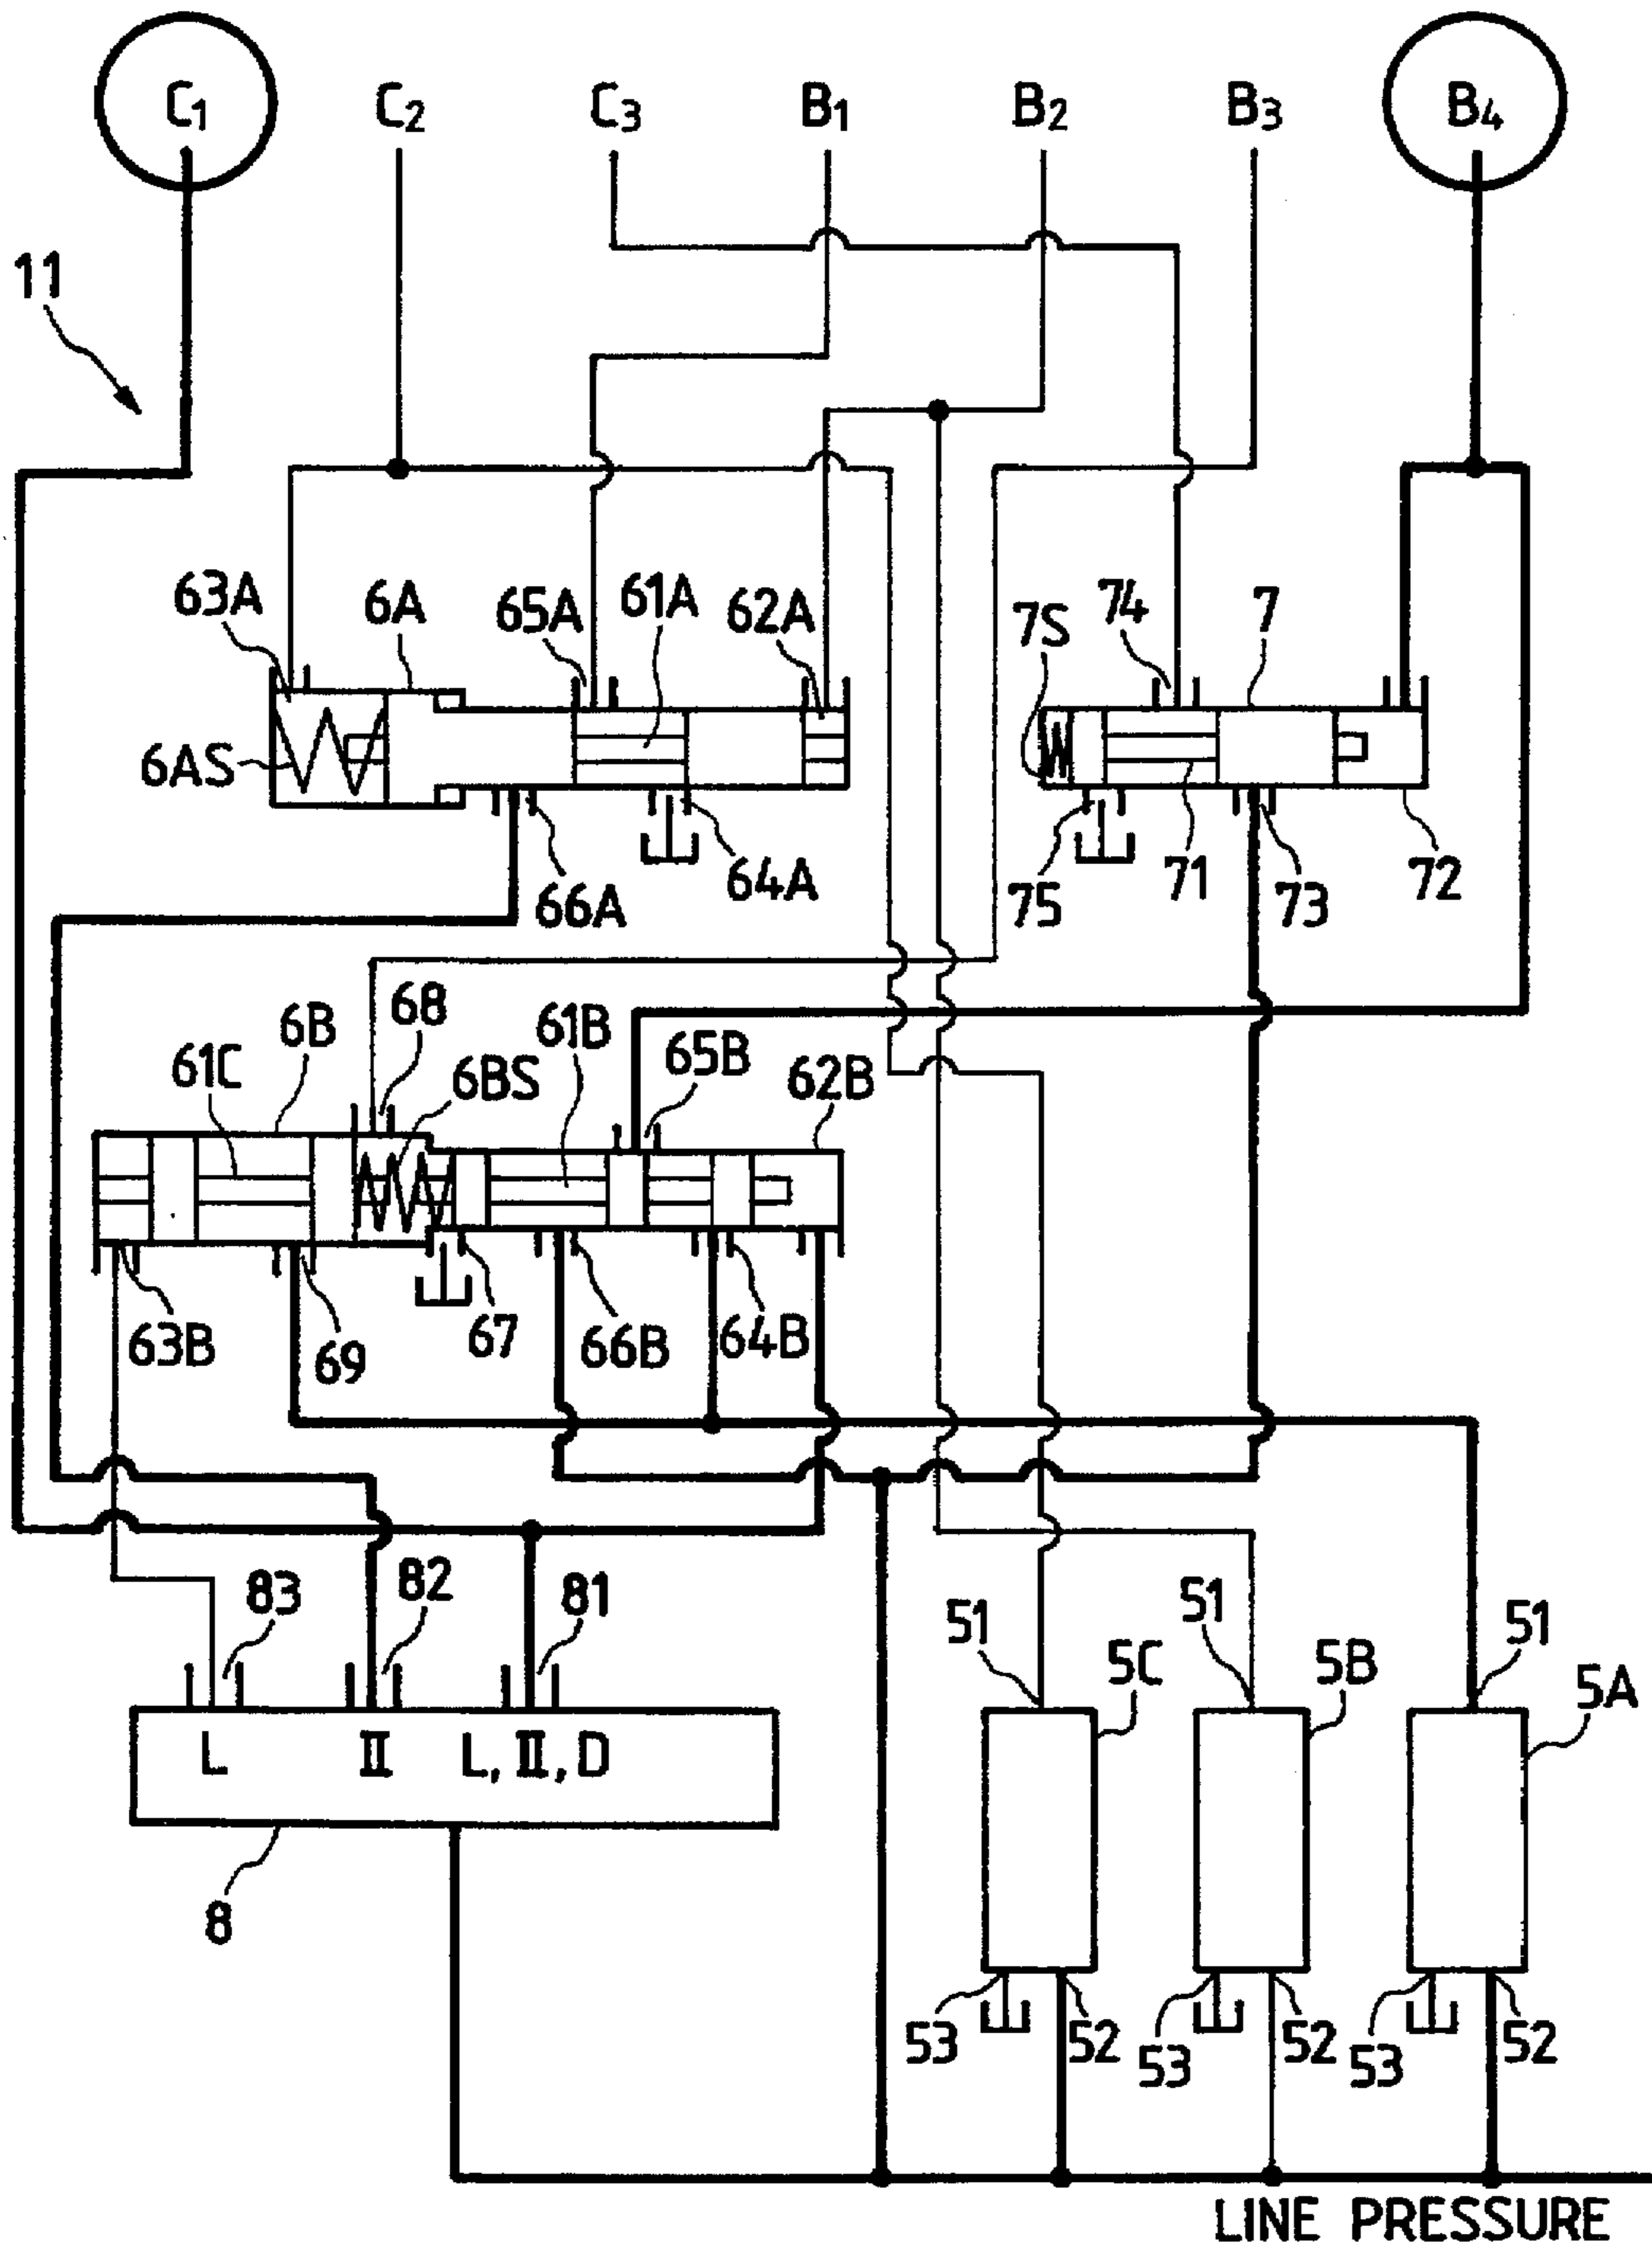 C1 C2 C3 B1 B2 B3 B4
11
63A 6A 65A 61A 62A 7S 74 7
6AS
66A 64A 75 71 73 72
61C 6B 68 6BS 61B 65B 62B
63B 69 67 66B 64B
83 82 81 51 51 51
5C 5B 5A
L II L, II, D
8
53 52 53 52 53 52
LINE PRESSURE